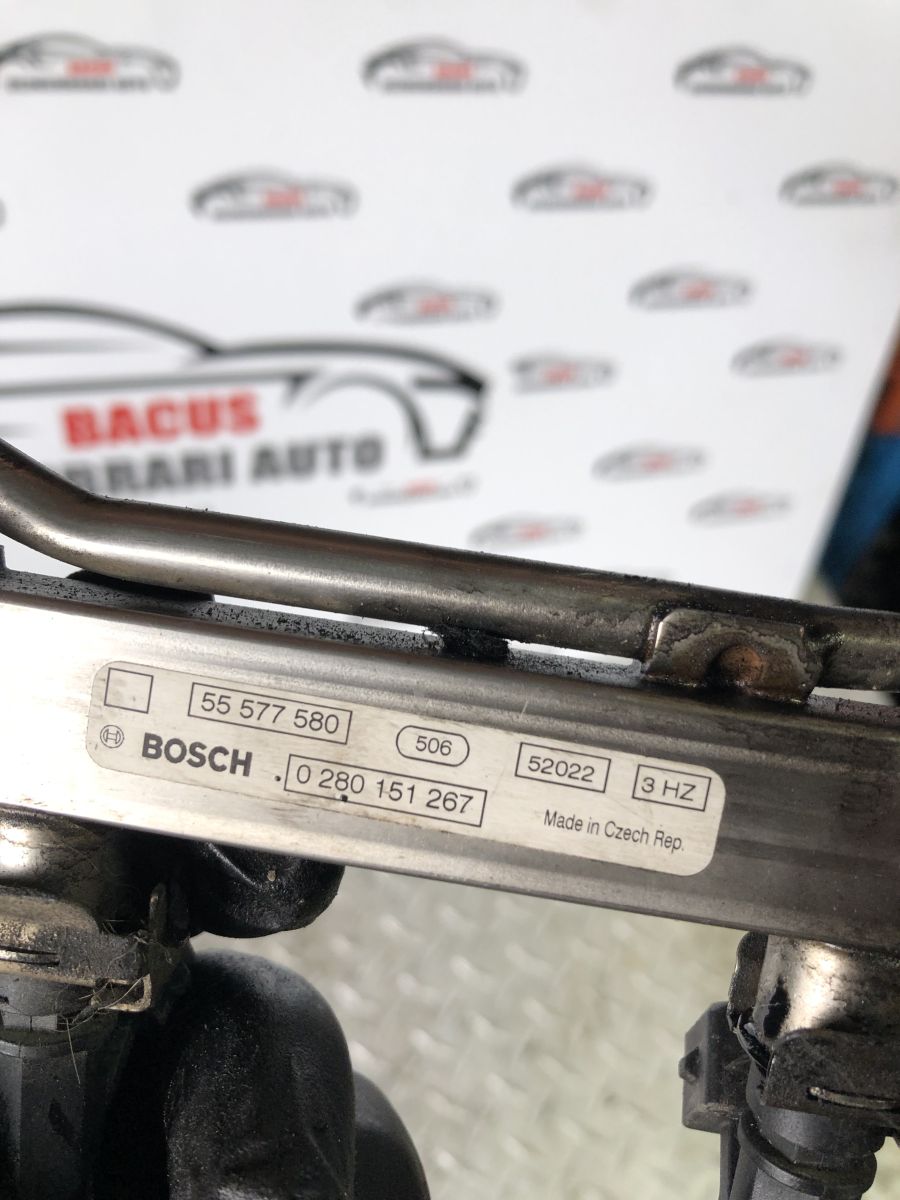 BACUS
RARI AUTO
55 577 580
506
52022
3 HZ
BOSCH
0 280 151 267
Made in Czech Rep.